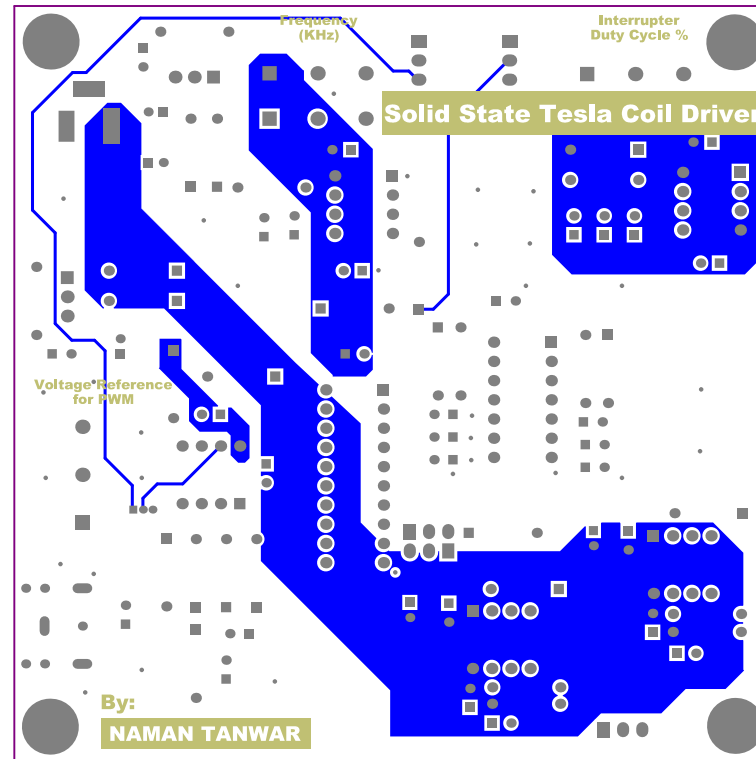 Frequency
(KHz)
Interrupter
Duty Cycle %
Solid State Tesla Coil Driver
Voltage Reference
for PWM
By:
NAMAN TANWAR